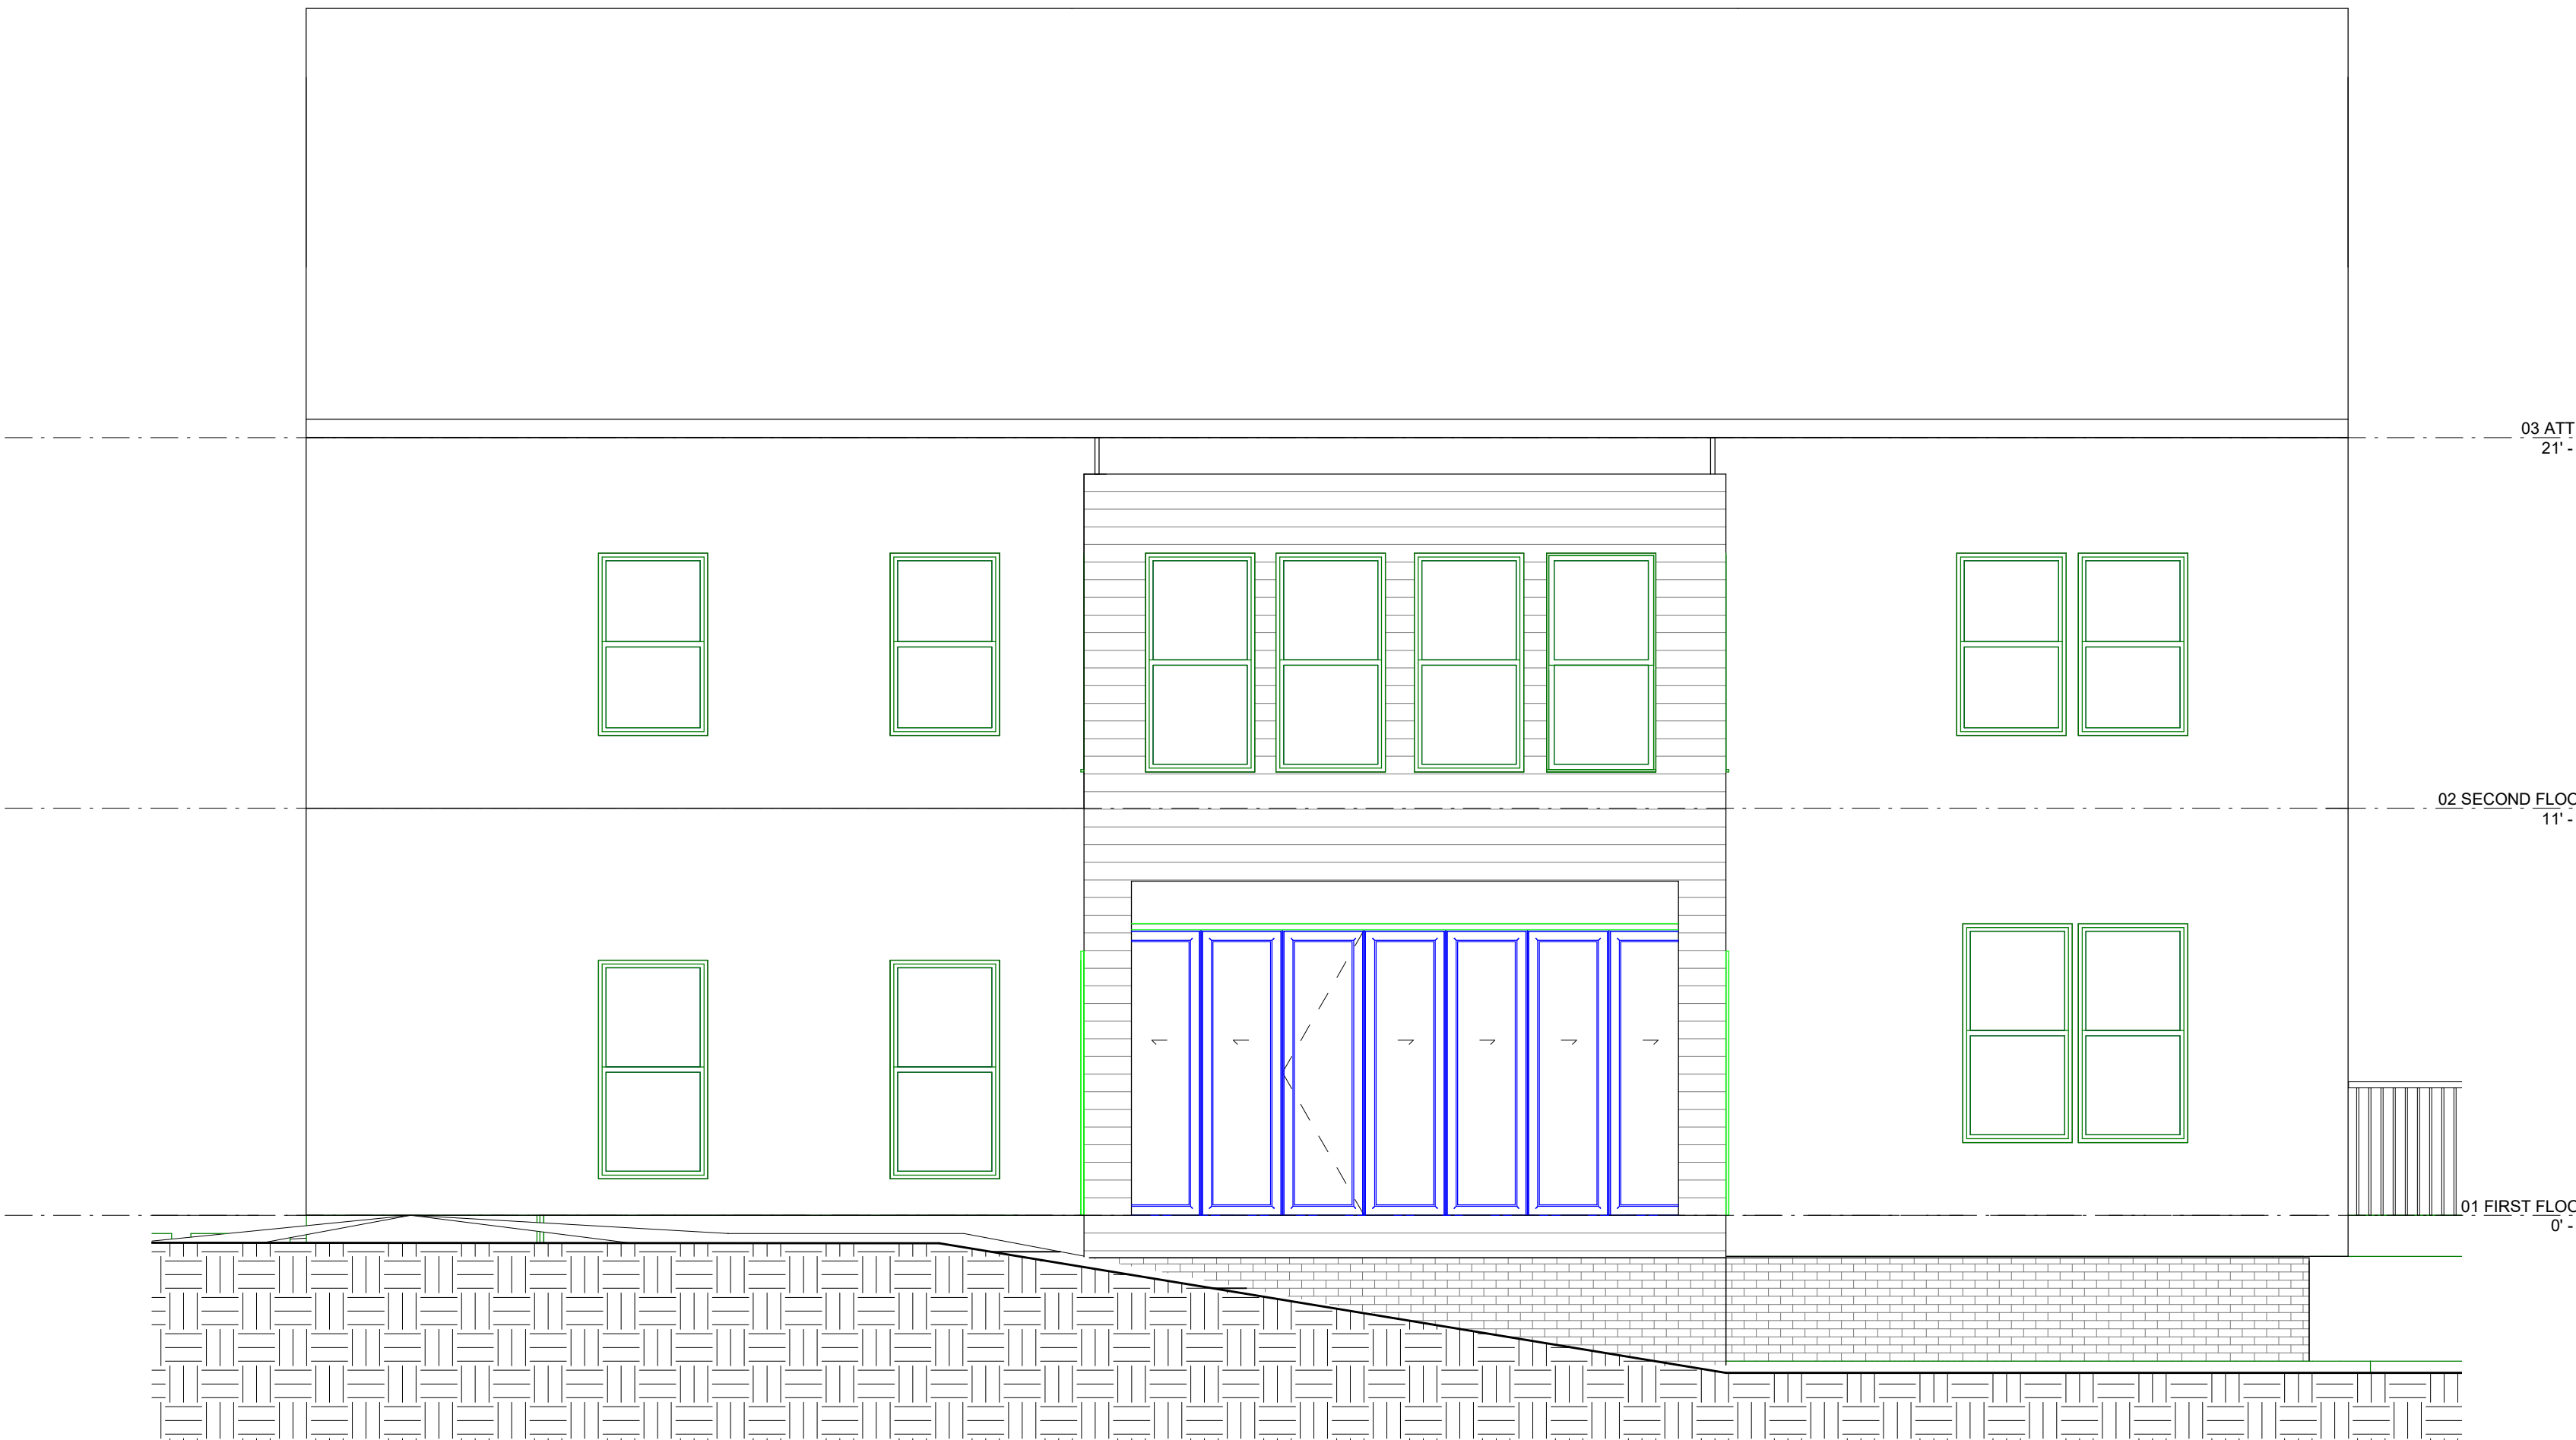 03 ATT
21' -
02 SECOND FLOO
11' -
01 FIRST FLOO
0' -